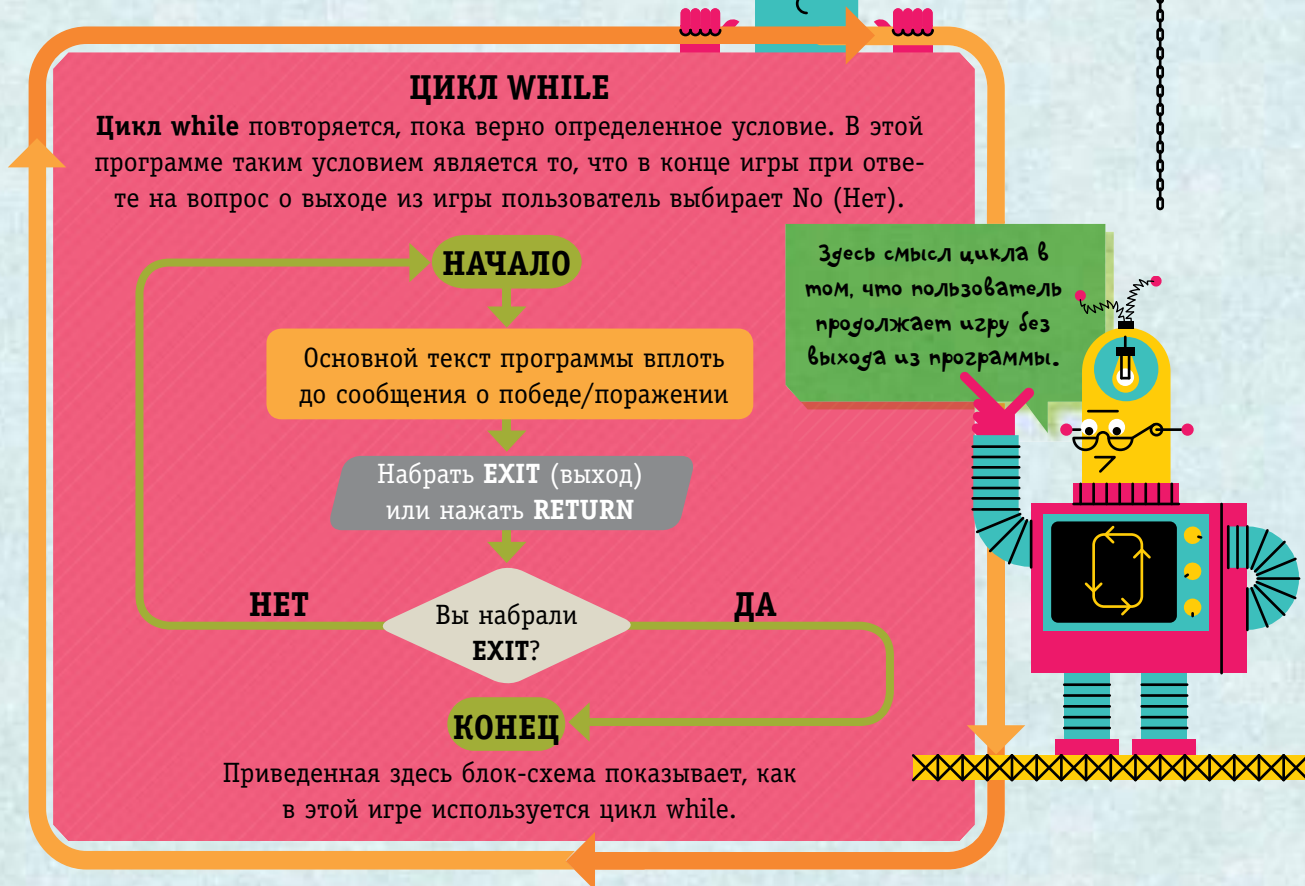 ЦИКЛ WHILE
Цикл while повторяется, пока верно определенное условие. В этой
программе таким условием является то, что в конце игры при отве-
те на вопрос о выходе из игры пользователь выбирает No (Нет).
НАЧАЛО
Здесь смысл цикла в
том, что пользователь
продолжает игру без
выхода из программы.
Основной текст программы вплоть
до сообщения о победе/поражении
Набрать EXIT (выход)
или нажать RETURN
НЕТ
Вы набрали
EXIT?
ДА
КОНЕЦ
Приведенная здесь блок-схема показывает, как
в этой игре используется цикл while.